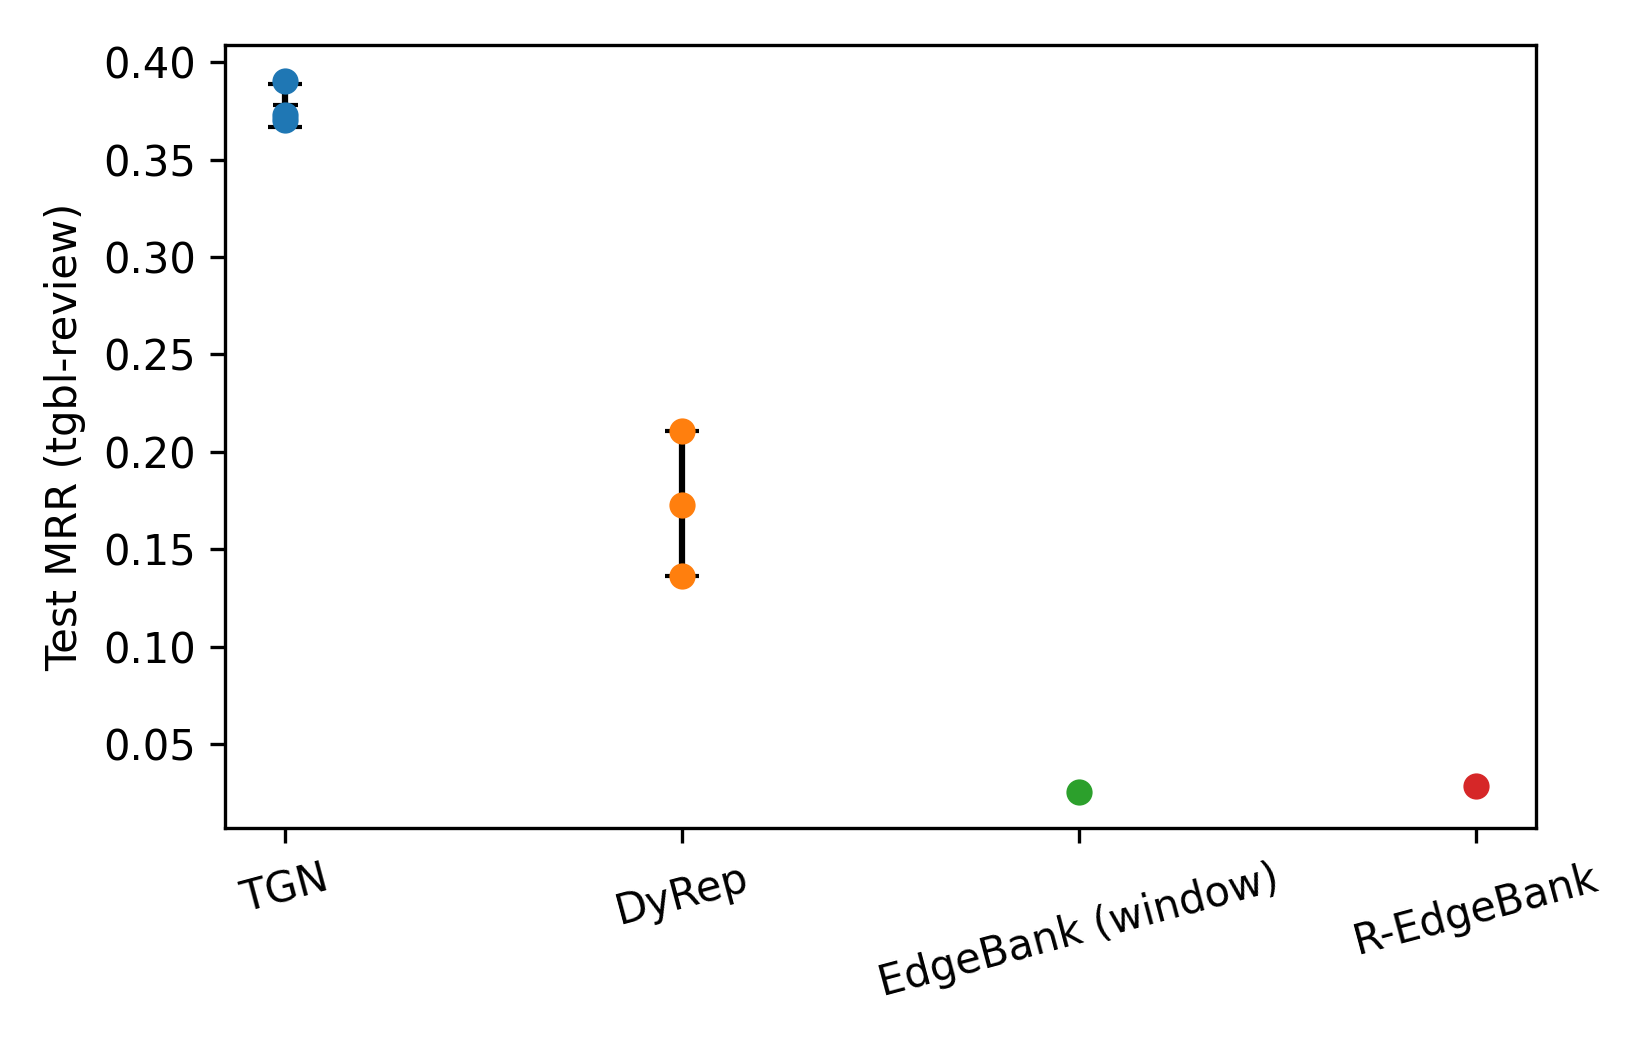 0.40
0.35
0.30
0.25
0.20
0.15
0.10
0.05
Test MRR (tgbl-review)
TGN
DyRep
EdgeBank (window)
R-EdgeBank